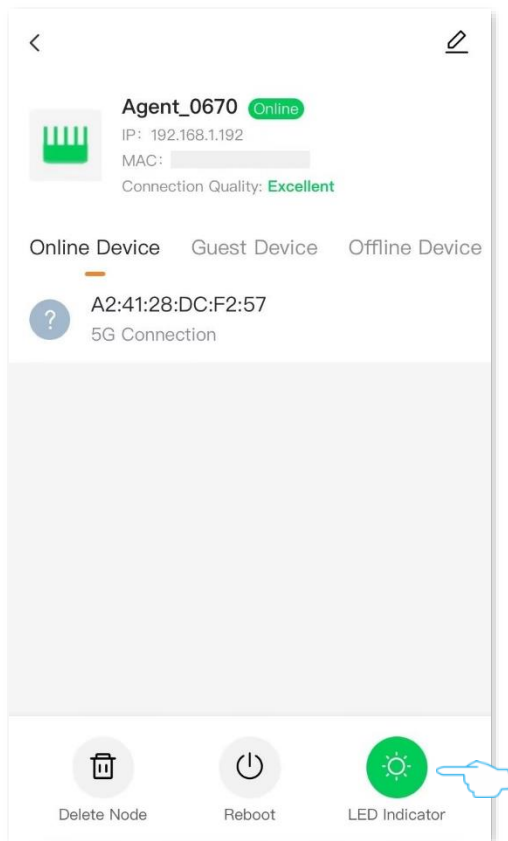 Agent_0670 Online
IP: 192.168.1.192
MAC:
Connection Quality: Excellent
Online Device Guest Device Offline Device
?
A2:41:28:DC:F2:57
5G Connection
Delete Node Reboot LED Indicator